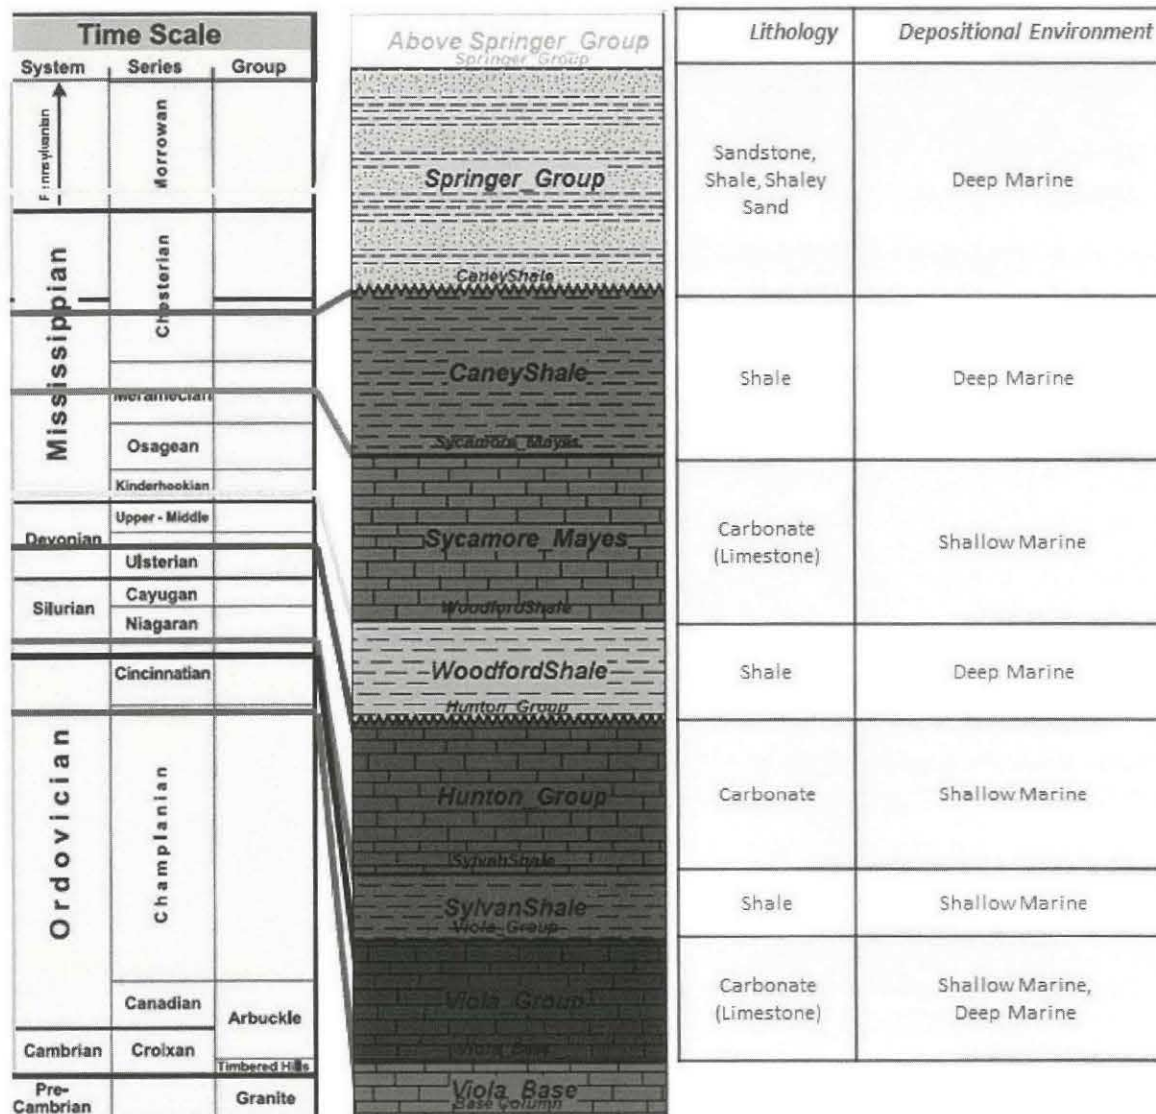 Time Scale
System Series Group
Pennsylvanian
Morrowan
Mississippian
Chesterian
Meramecian
Osagean
Kinderhookian
Devonian
Upper - Middle
Ulsterian
Silurian
Cayugan
Niagaran
Ordovician
Cincinnatian
Champlanian
Canadian
Arbuckle
Cambrian
Croixan
Timbered Hills
Pre-
Cambrian
Granite
Above Springer_Group
Springer_Group
Springer_Group
CaneyShale
CaneyShale
Sycamore_Mayes
Sycamore_Mayes
WoodfordShale
WoodfordShale
Hunton_Group
Hunton_Group
SylvanShale
SylvanShale
Viola_Group
Viola_Group
Viola_Base
Viola_Base
Base Column
Lithology Depositional Environment
Sandstone,
Shale, Shaley
Sand
Deep Marine
Shale
Deep Marine
Carbonate
(Limestone)
Shallow Marine
Shale
Deep Marine
Carbonate
Shallow Marine
Shale
Shallow Marine
Carbonate
(Limestone)
Shallow Marine,
Deep Marine